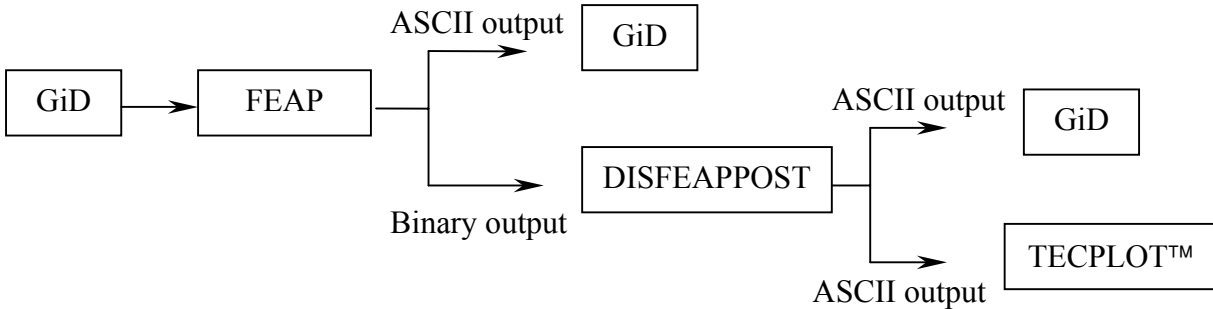 ASCII output
GiD
GiD
FEAP
ASCII output
GiD
DISFEAPPOST
Binary output
TECPLOT™
ASCII output